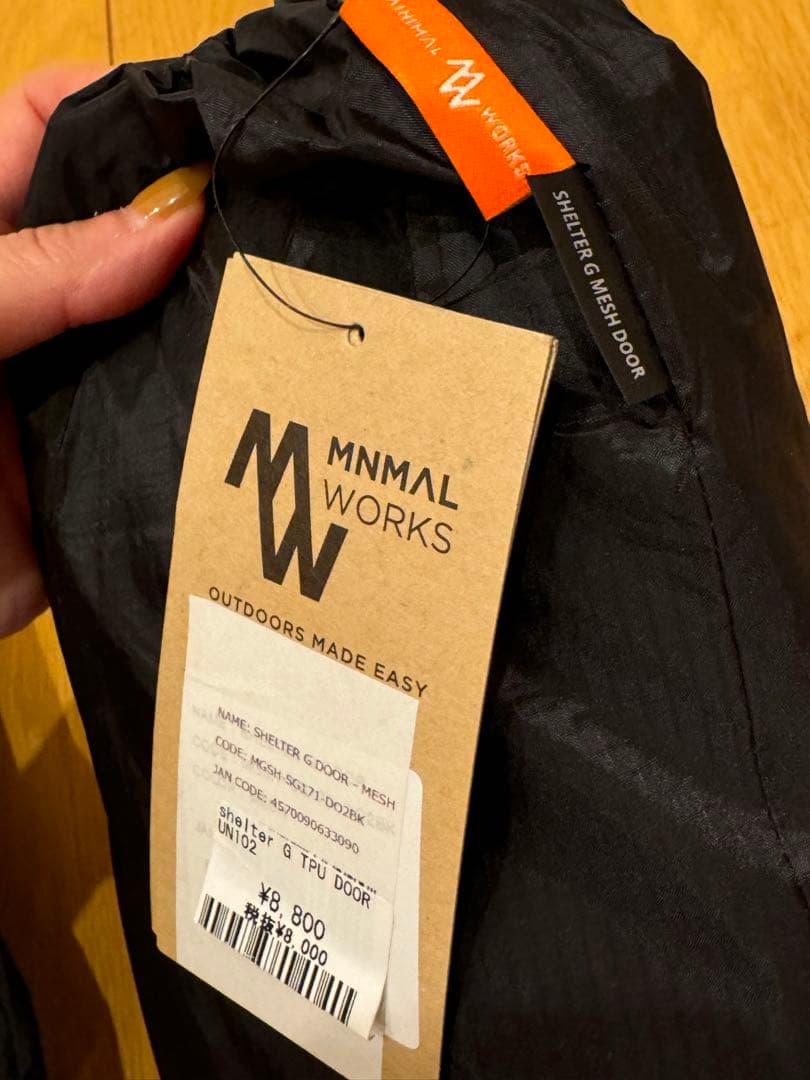 MINIMAL WORKS
SHELTER G MESH DOOR
MNMAL
WORKS
OUTDOORS MADE EASY
NAME: SHELTER G DOOR - MESH
CODE: MGSH-SG171-DO2BK
JAN CODE: 4570090633090
shelter G TPU DOOR
UN102
¥8,800
税抜¥8,000